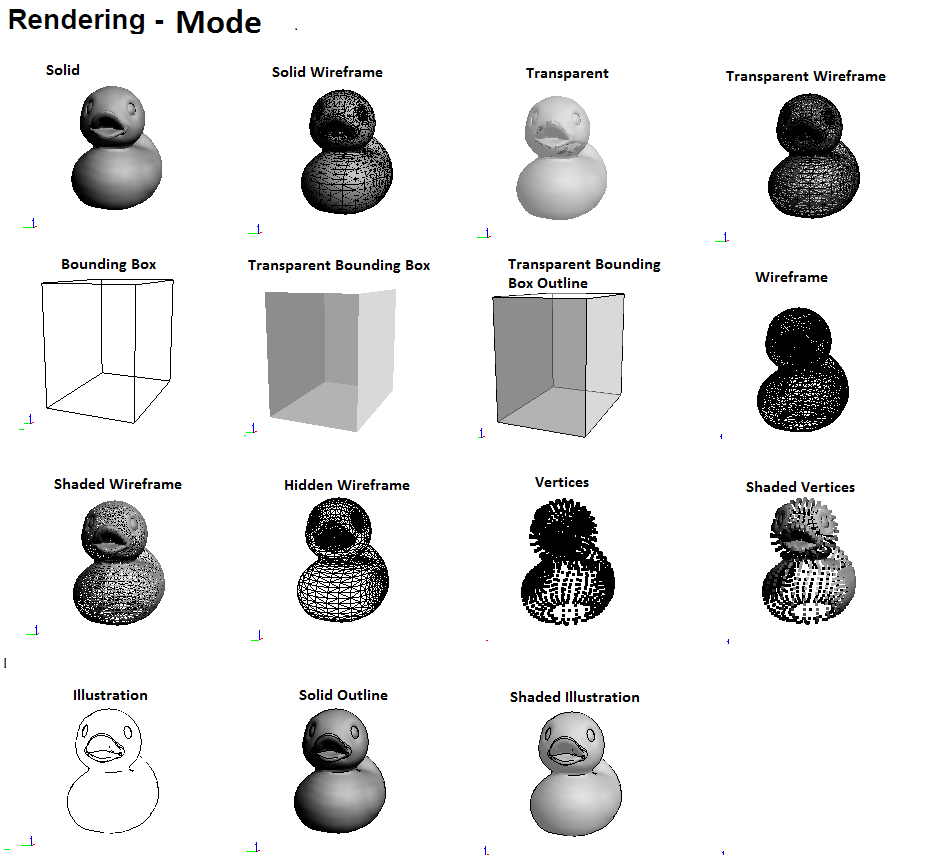 Rendering - Mode
Solid
Solid Wireframe
Transparent
Transparent Wireframe
Bounding Box
Transparent Bounding Box
Transparent Bounding
Box Outline
Wireframe
Shaded Wireframe
Hidden Wireframe
Vertices
Shaded Vertices
Illustration
Solid Outline
Shaded Illustration